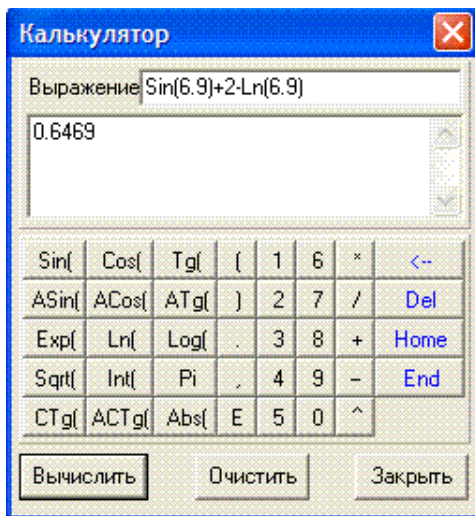 Калькулятор
Выражение Sin(6.9)+2-Ln(6.9)
0.6469
Sin( Cos( Tg( ( 1 6 * <--
ASin( ACos( ATg( ) 2 7 / Del
Exp( Ln( Log( . 3 8 + Home
Sqrt( Int( Pi , 4 9 - End
CTg( ACTg( Abs( E 5 0 ^
Вычислить Очистить Закрыть